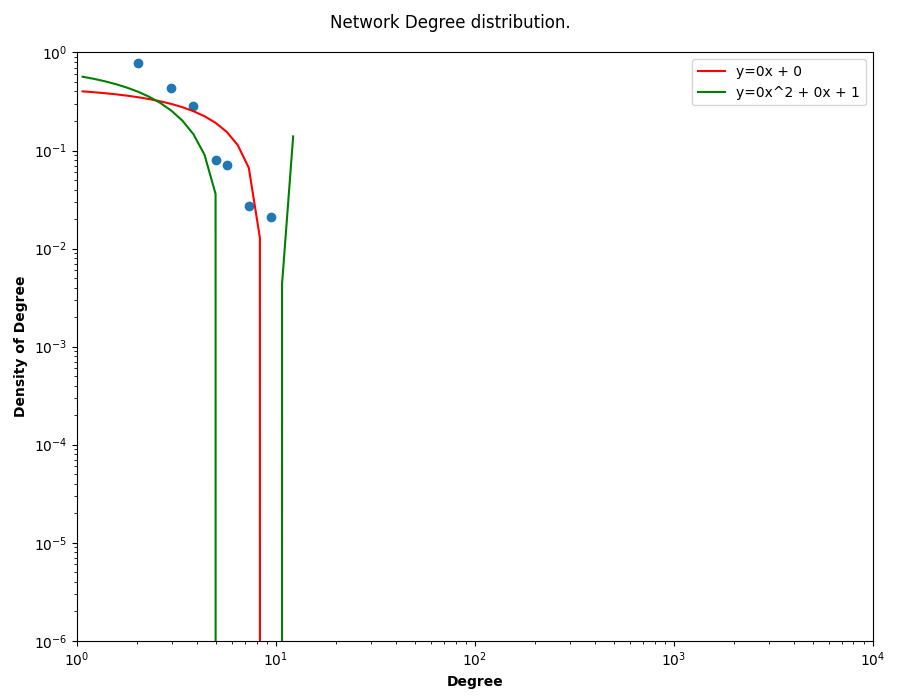 Network Degree distribution.
y=0x + 0
y=0x^2 + 0x + 1
Density of Degree
10^0
10^-1
10^-2
10^-3
10^-4
10^-5
10^-6
10^0 10^1 10^2 10^3 10^4
Degree